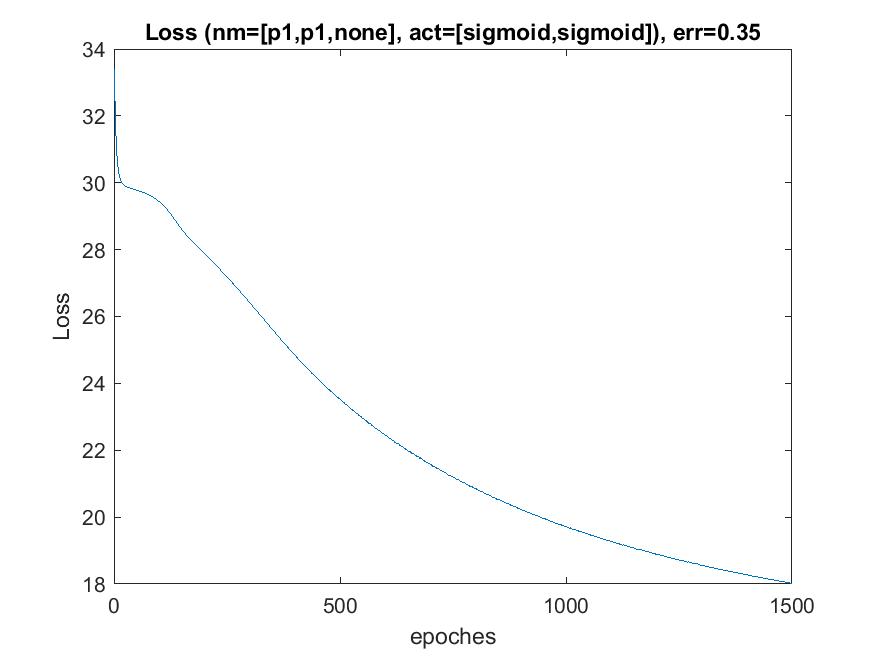 Loss (nm=[p1,p1,none], act=[sigmoid,sigmoid]), err=0.35
34
32
30
28
26
24
22
20
18
Loss
0 500 1000 1500
epoches